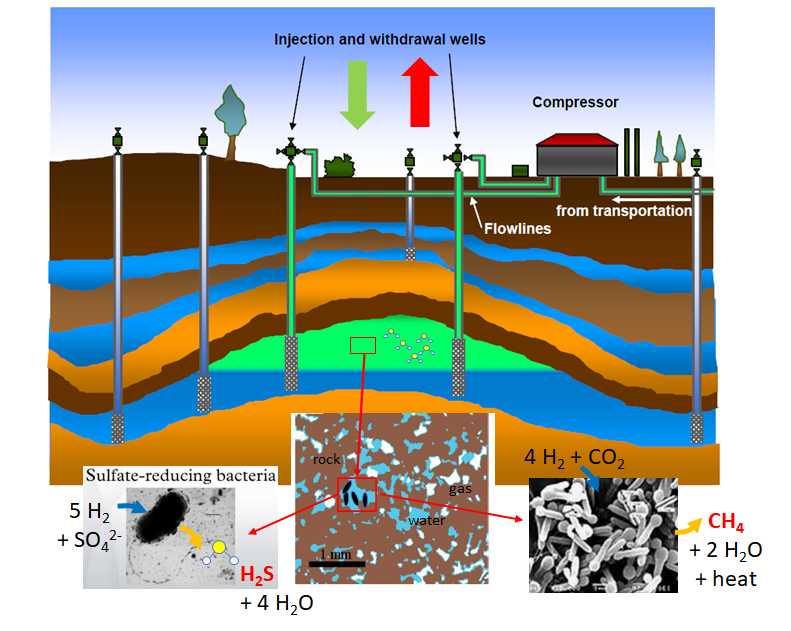 Injection and withdrawal wells
Compressor
from transportation
Flowlines
rock
gas
water
1 mm
Sulfate-reducing bacteria
5 H₂
+ SO₄²⁻
H₂S
+ 4 H₂O
4 H₂ + CO₂
CH₄
+ 2 H₂O
+ heat